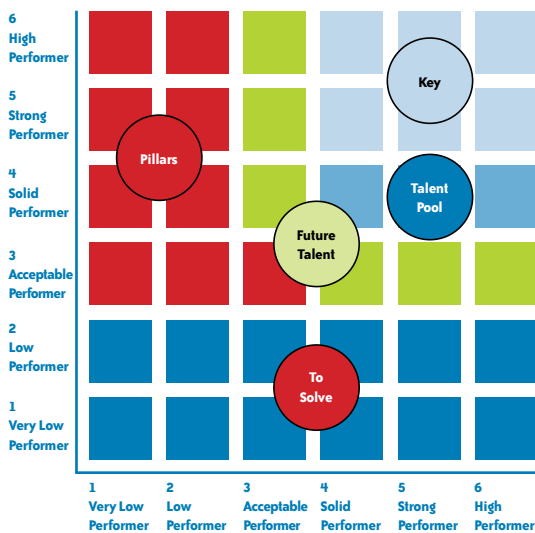 6
High
Performer
5
Strong
Performer
4
Solid
Performer
3
Acceptable
Performer
2
Low
Performer
1
Very Low
Performer
Key
Pillars
Talent
Pool
Future
Talent
To
Solve
1
Very Low
Performer
2
Low
Performer
3
Acceptable
Performer
4
Solid
Performer
5
Strong
Performer
6
High
Performer